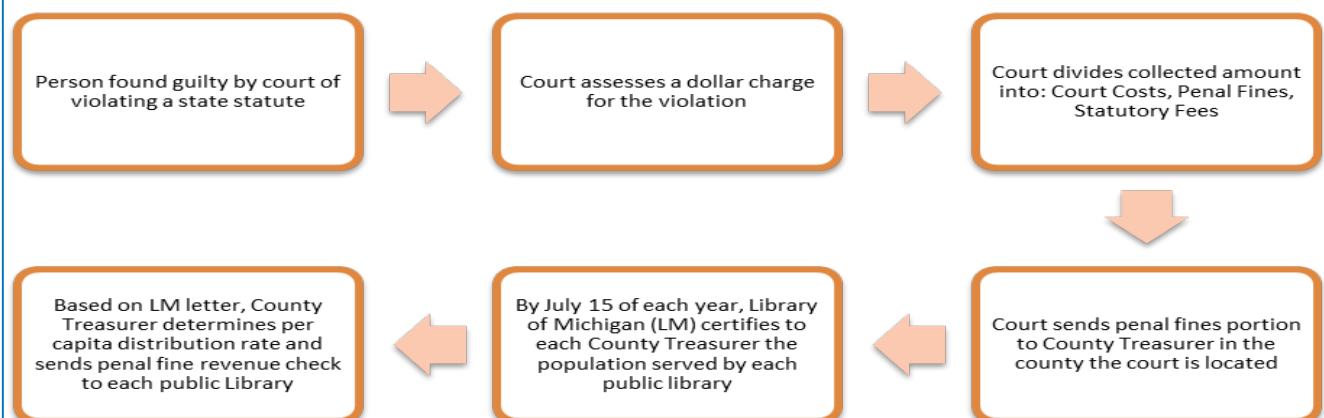 Person found guilty by court of
violating a state statute
Court assesses a dollar charge
for the violation
Court divides collected amount
into: Court Costs, Penal Fines,
Statutory Fees
Court sends penal fines portion
to County Treasurer in the
county the court is located
By July 15 of each year, Library
of Michigan (LM) certifies to
each County Treasurer the
population served by each
public library
Based on LM letter, County
Treasurer determines per
capita distribution rate and
sends penal fine revenue check
to each public Library